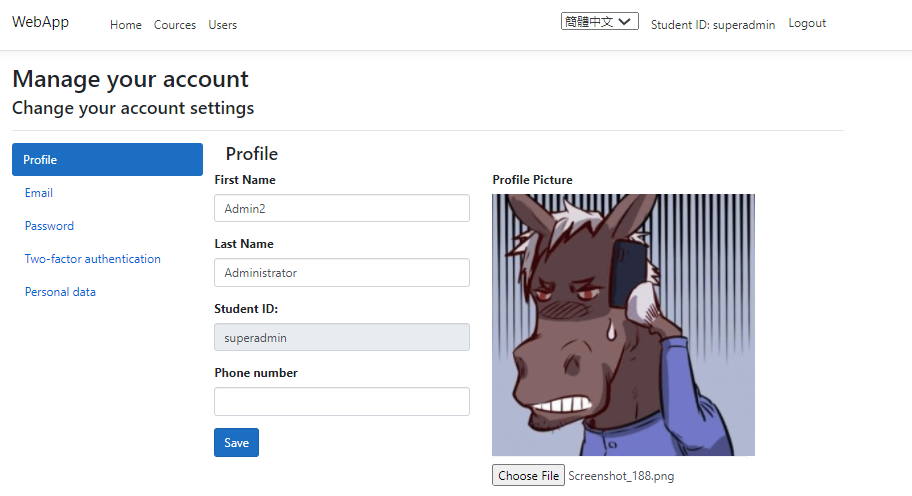 WebApp Home Cources Users 簡體中文 Student ID: superadmin Logout
Manage your account
Change your account settings
Profile
Email
Password
Two-factor authentication
Personal data
Profile
First Name
Admin2
Last Name
Administrator
Student ID:
superadmin
Phone number
Save
Profile Picture
Choose File Screenshot_188.png